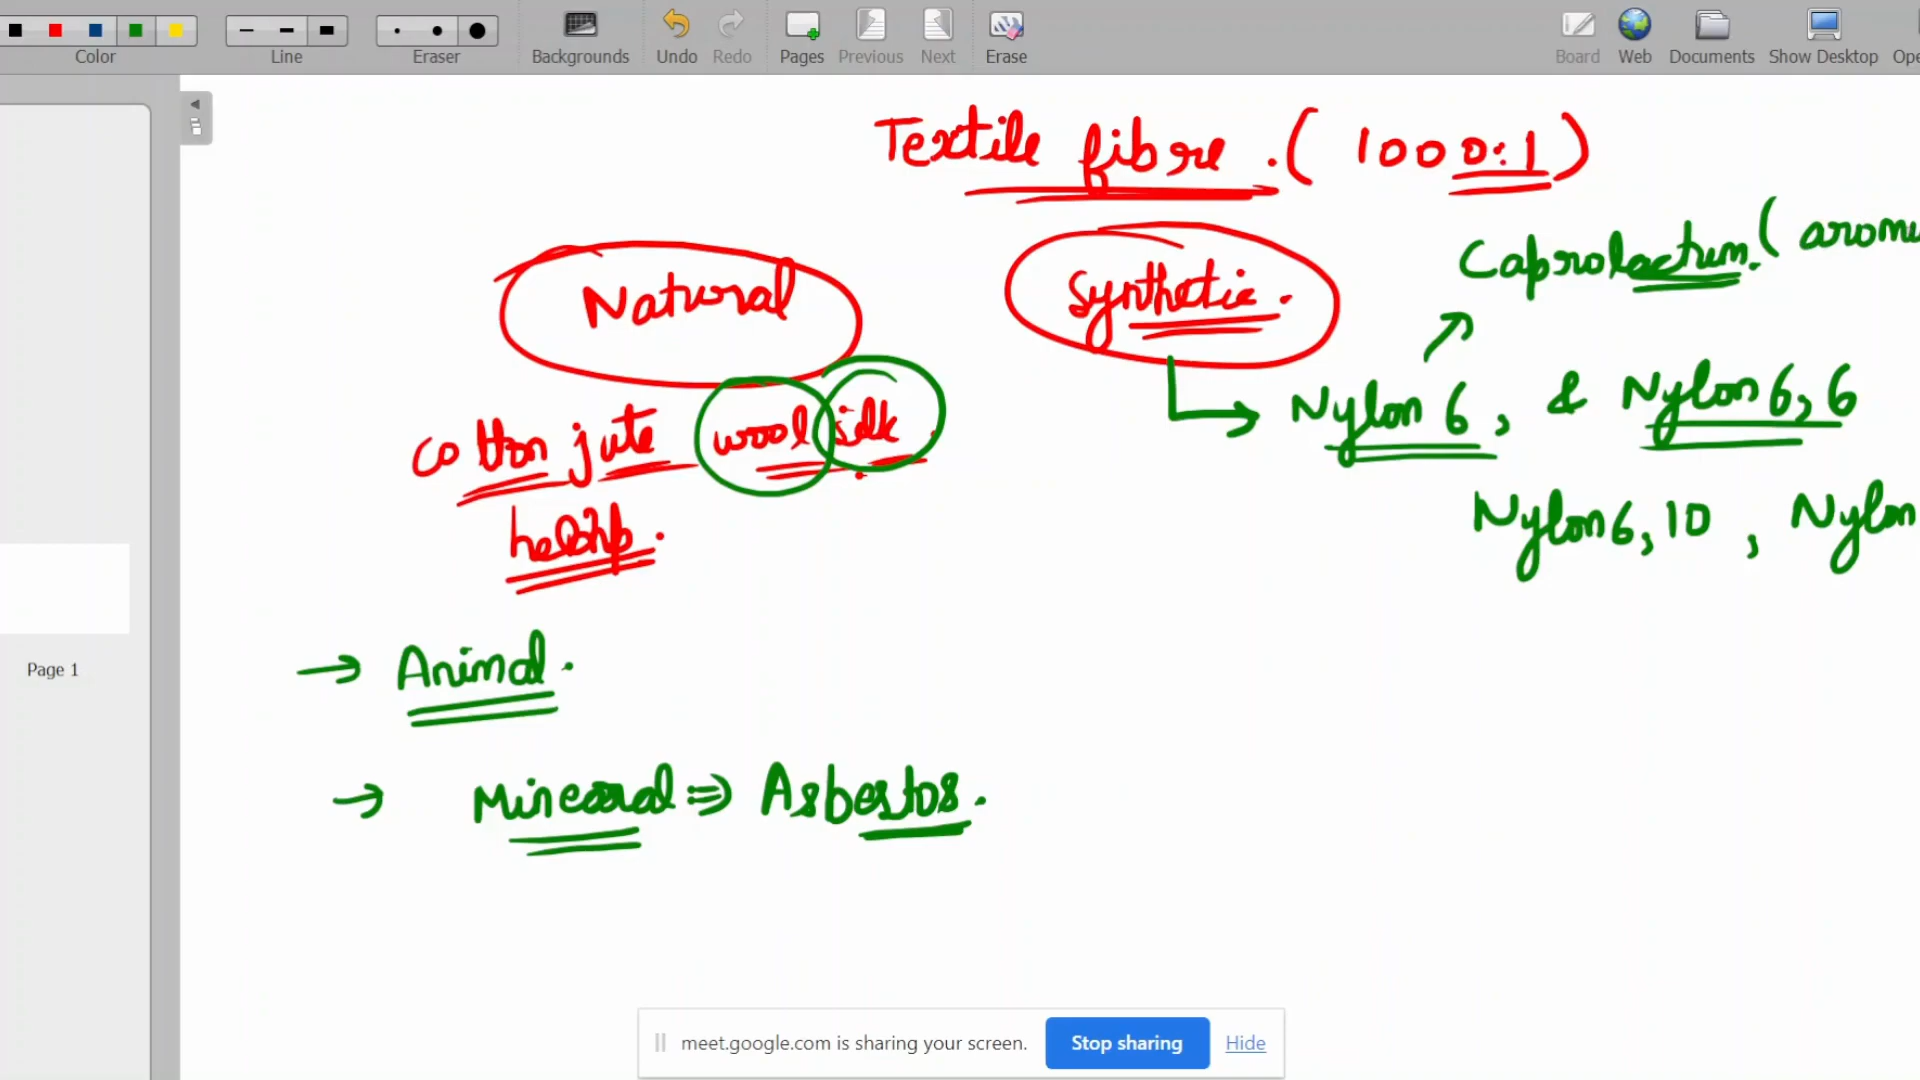 Color Line Eraser Backgrounds Undo Redo Pages Previous Next Erase Board Web Documents Show Desktop Ope
Textile fibre . ( 1000:1 )
Natural
Synthetic .
Caprolactum. ( aromu
cotton jute wool silk .
Nylon 6 , & Nylon 6,6
Nylon 6,10 , Nylon
→ Animal .
Page 1
→ Mineral ⇒ Asbestos .
meet.google.com is sharing your screen. Stop sharing Hide